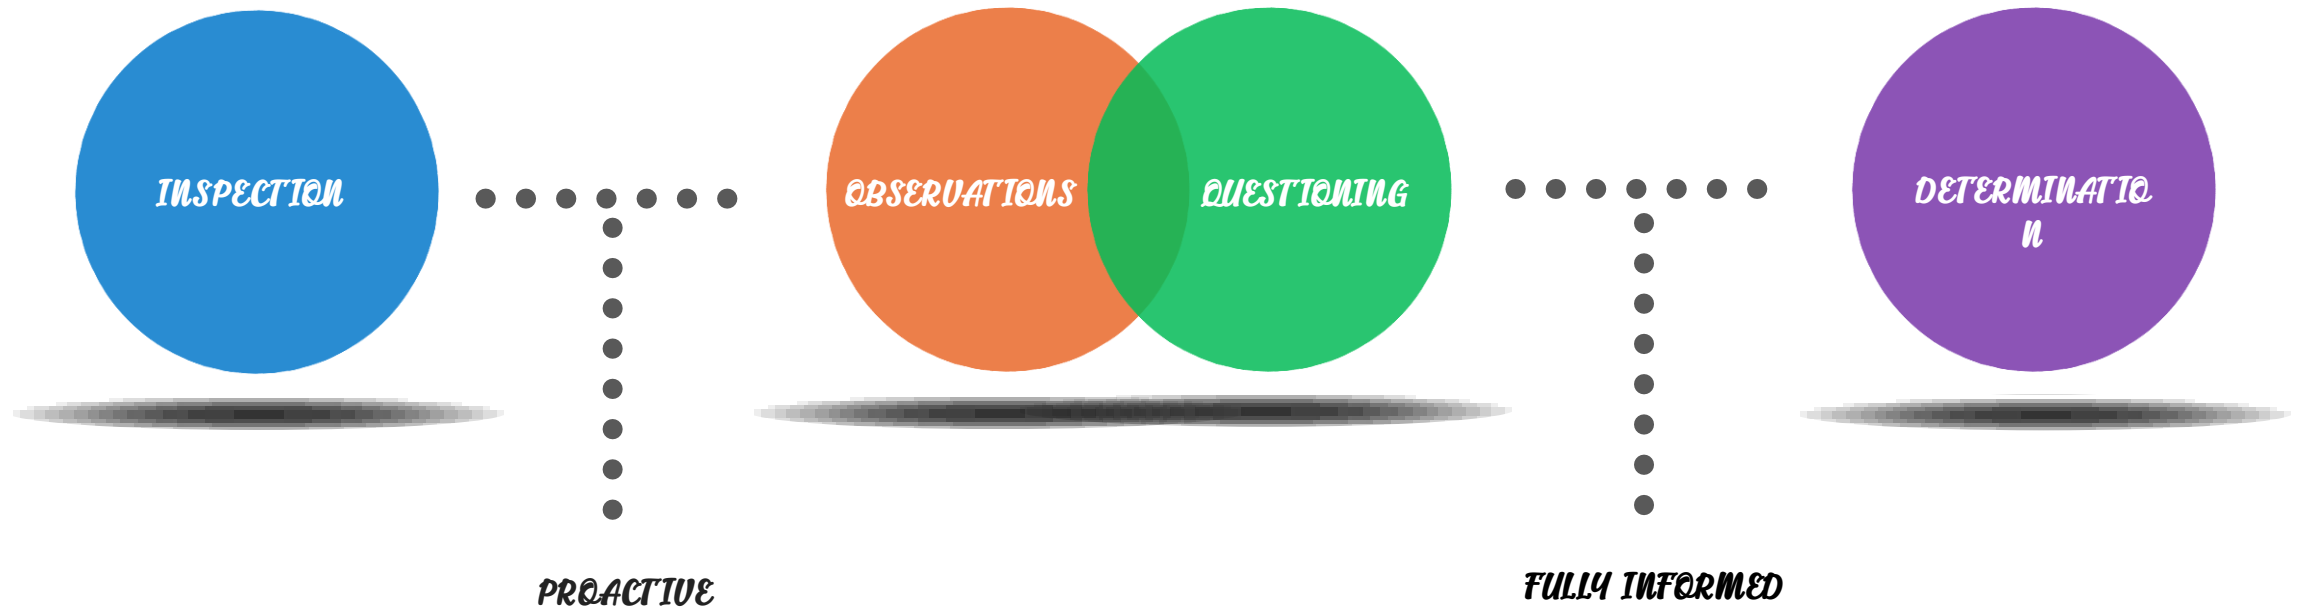 INSPECTION
OBSERVATIONS
QUESTIONING
DETERMINATIO
N
PROACTIVE
FULLY INFORMED